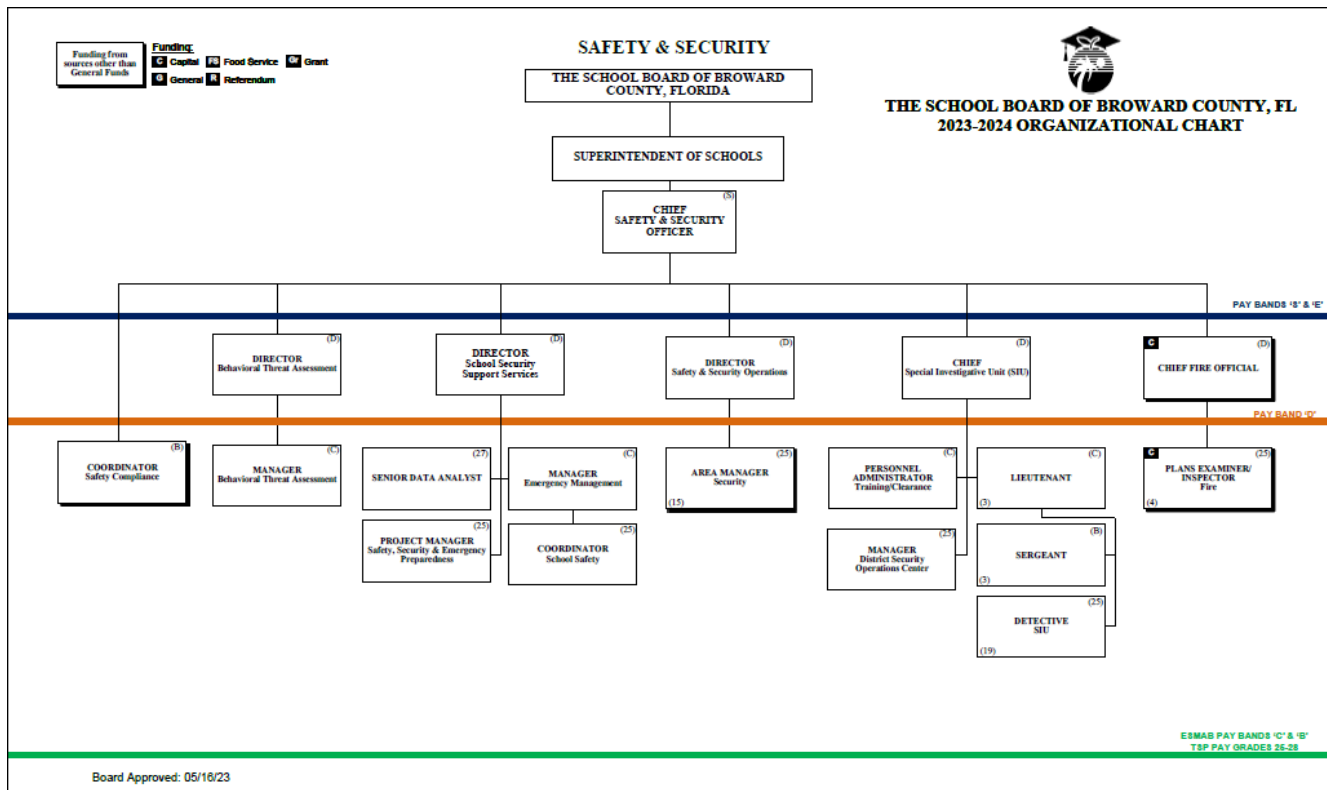 Funding from
sources other than
General Funds
Funding:
C Capital FS Food Service Gr Grant
G General R Referendum
SAFETY & SECURITY
THE SCHOOL BOARD OF BROWARD
COUNTY, FLORIDA
THE SCHOOL BOARD OF BROWARD COUNTY, FL
2023-2024 ORGANIZATIONAL CHART
SUPERINTENDENT OF SCHOOLS
(S)
CHIEF
SAFETY & SECURITY
OFFICER
PAY BANDS 'S' & 'E'
(D)
DIRECTOR
Behavioral Threat Assessment
(D)
DIRECTOR
School Security
Support Services
(D)
DIRECTOR
Safety & Security Operations
(D)
CHIEF
Special Investigative Unit (SIU)
C (D)
CHIEF FIRE OFFICIAL
PAY BAND 'D'
(B)
COORDINATOR
Safety Compliance
(C)
MANAGER
Behavioral Threat Assessment
(27)
SENIOR DATA ANALYST
(C)
MANAGER
Emergency Management
(25)
PROJECT MANAGER
Safety, Security & Emergency
Preparedness
(25)
COORDINATOR
School Safety
(25)
AREA MANAGER
Security
(15)
(C)
PERSONNEL
ADMINISTRATOR
Training/Clearance
(C)
LIEUTENANT
(3)
(25)
MANAGER
District Security
Operations Center
(B)
SERGEANT
(3)
(25)
DETECTIVE
SIU
(19)
C (25)
PLANS EXAMINER/
INSPECTOR
Fire
(4)
ESMAB PAY BANDS 'C' & 'B'
TSP PAY GRADES 25-28
Board Approved: 05/16/23